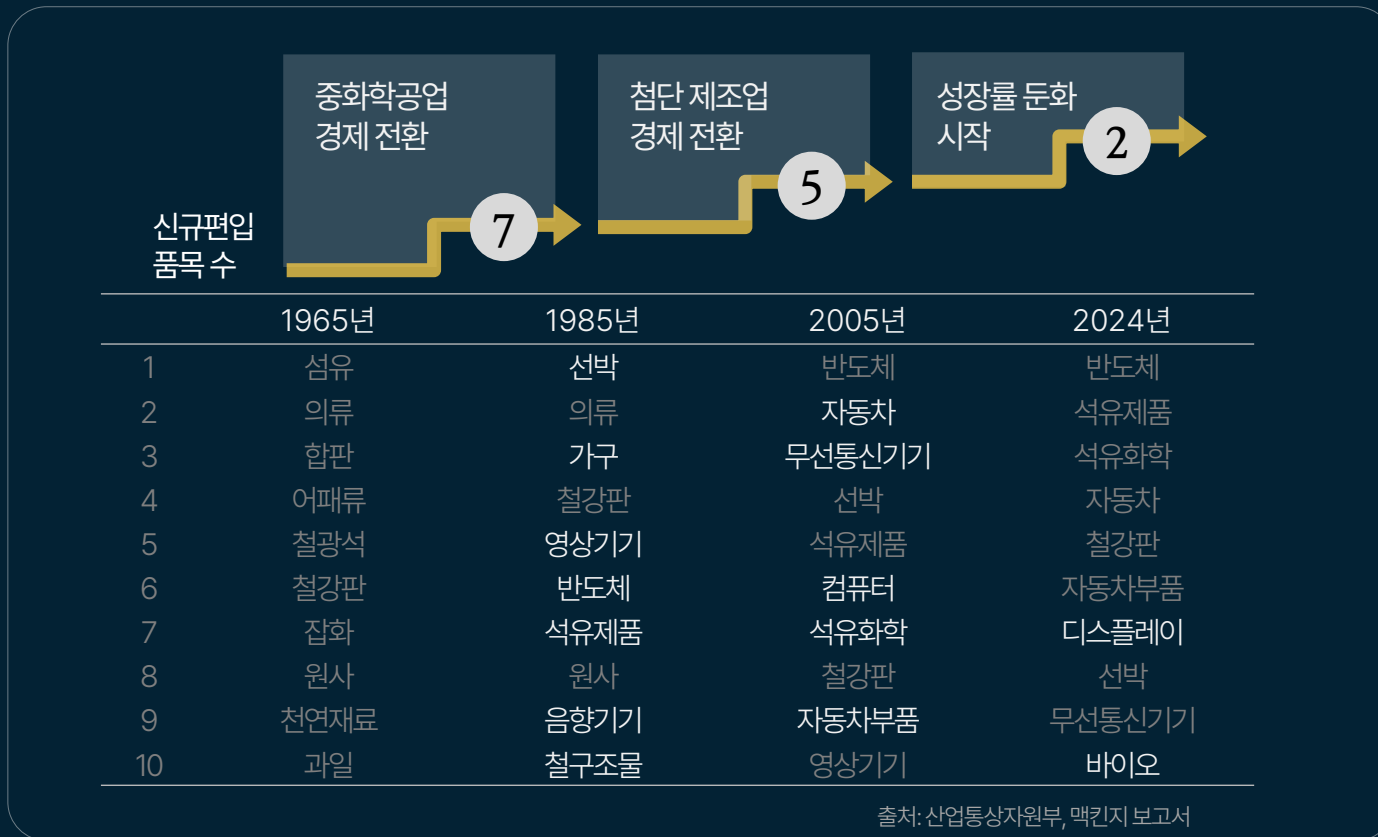 중화학공업
경제 전환
첨단 제조업
경제 전환
성장률 둔화
시작
7
5
2
신규편입
품목 수
1965년 1985년 2005년 2024년
1 섬유 선박 반도체 반도체
2 의류 의류 자동차 석유제품
3 합판 가구 무선통신기기 석유화학
4 어패류 철강판 선박 자동차
5 철광석 영상기기 석유제품 철강판
6 철강판 반도체 컴퓨터 자동차부품
7 잡화 석유제품 석유화학 디스플레이
8 원사 원사 철강판 선박
9 천연재료 음향기기 자동차부품 무선통신기기
10 과일 철구조물 영상기기 바이오
출처: 산업통상자원부, 맥킨지 보고서